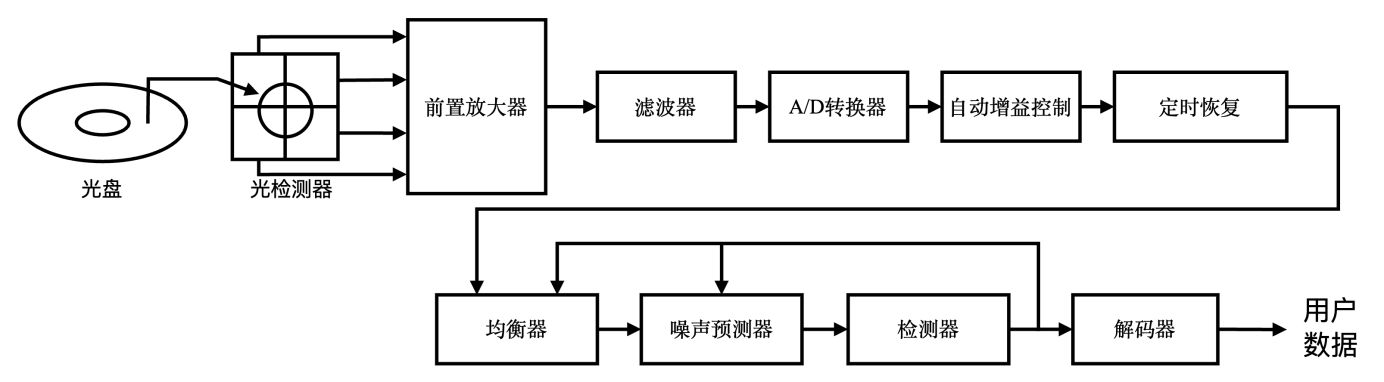 前置放大器
滤波器
A/D转换器
自动增益控制
定时恢复
光盘
光检测器
均衡器
噪声预测器
检测器
解码器
用户
数据